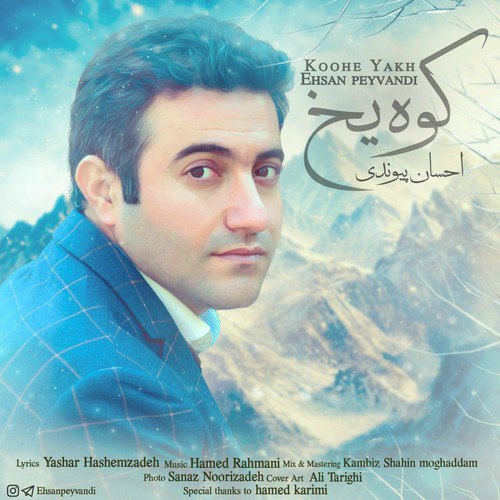 KOOHE YAKH
EHSAN PEYVANDI
کوه یخ
احسان پیوندی
Lyrics Yashar Hashemzadeh Music Hamed Rahmani Mix & Mastering Kambiz Shahin moghaddam
Photo Sanaz Noorizadeh Cover Art Ali Tarighi
Special thanks to hamed karimi
Ehsanpeyvandi